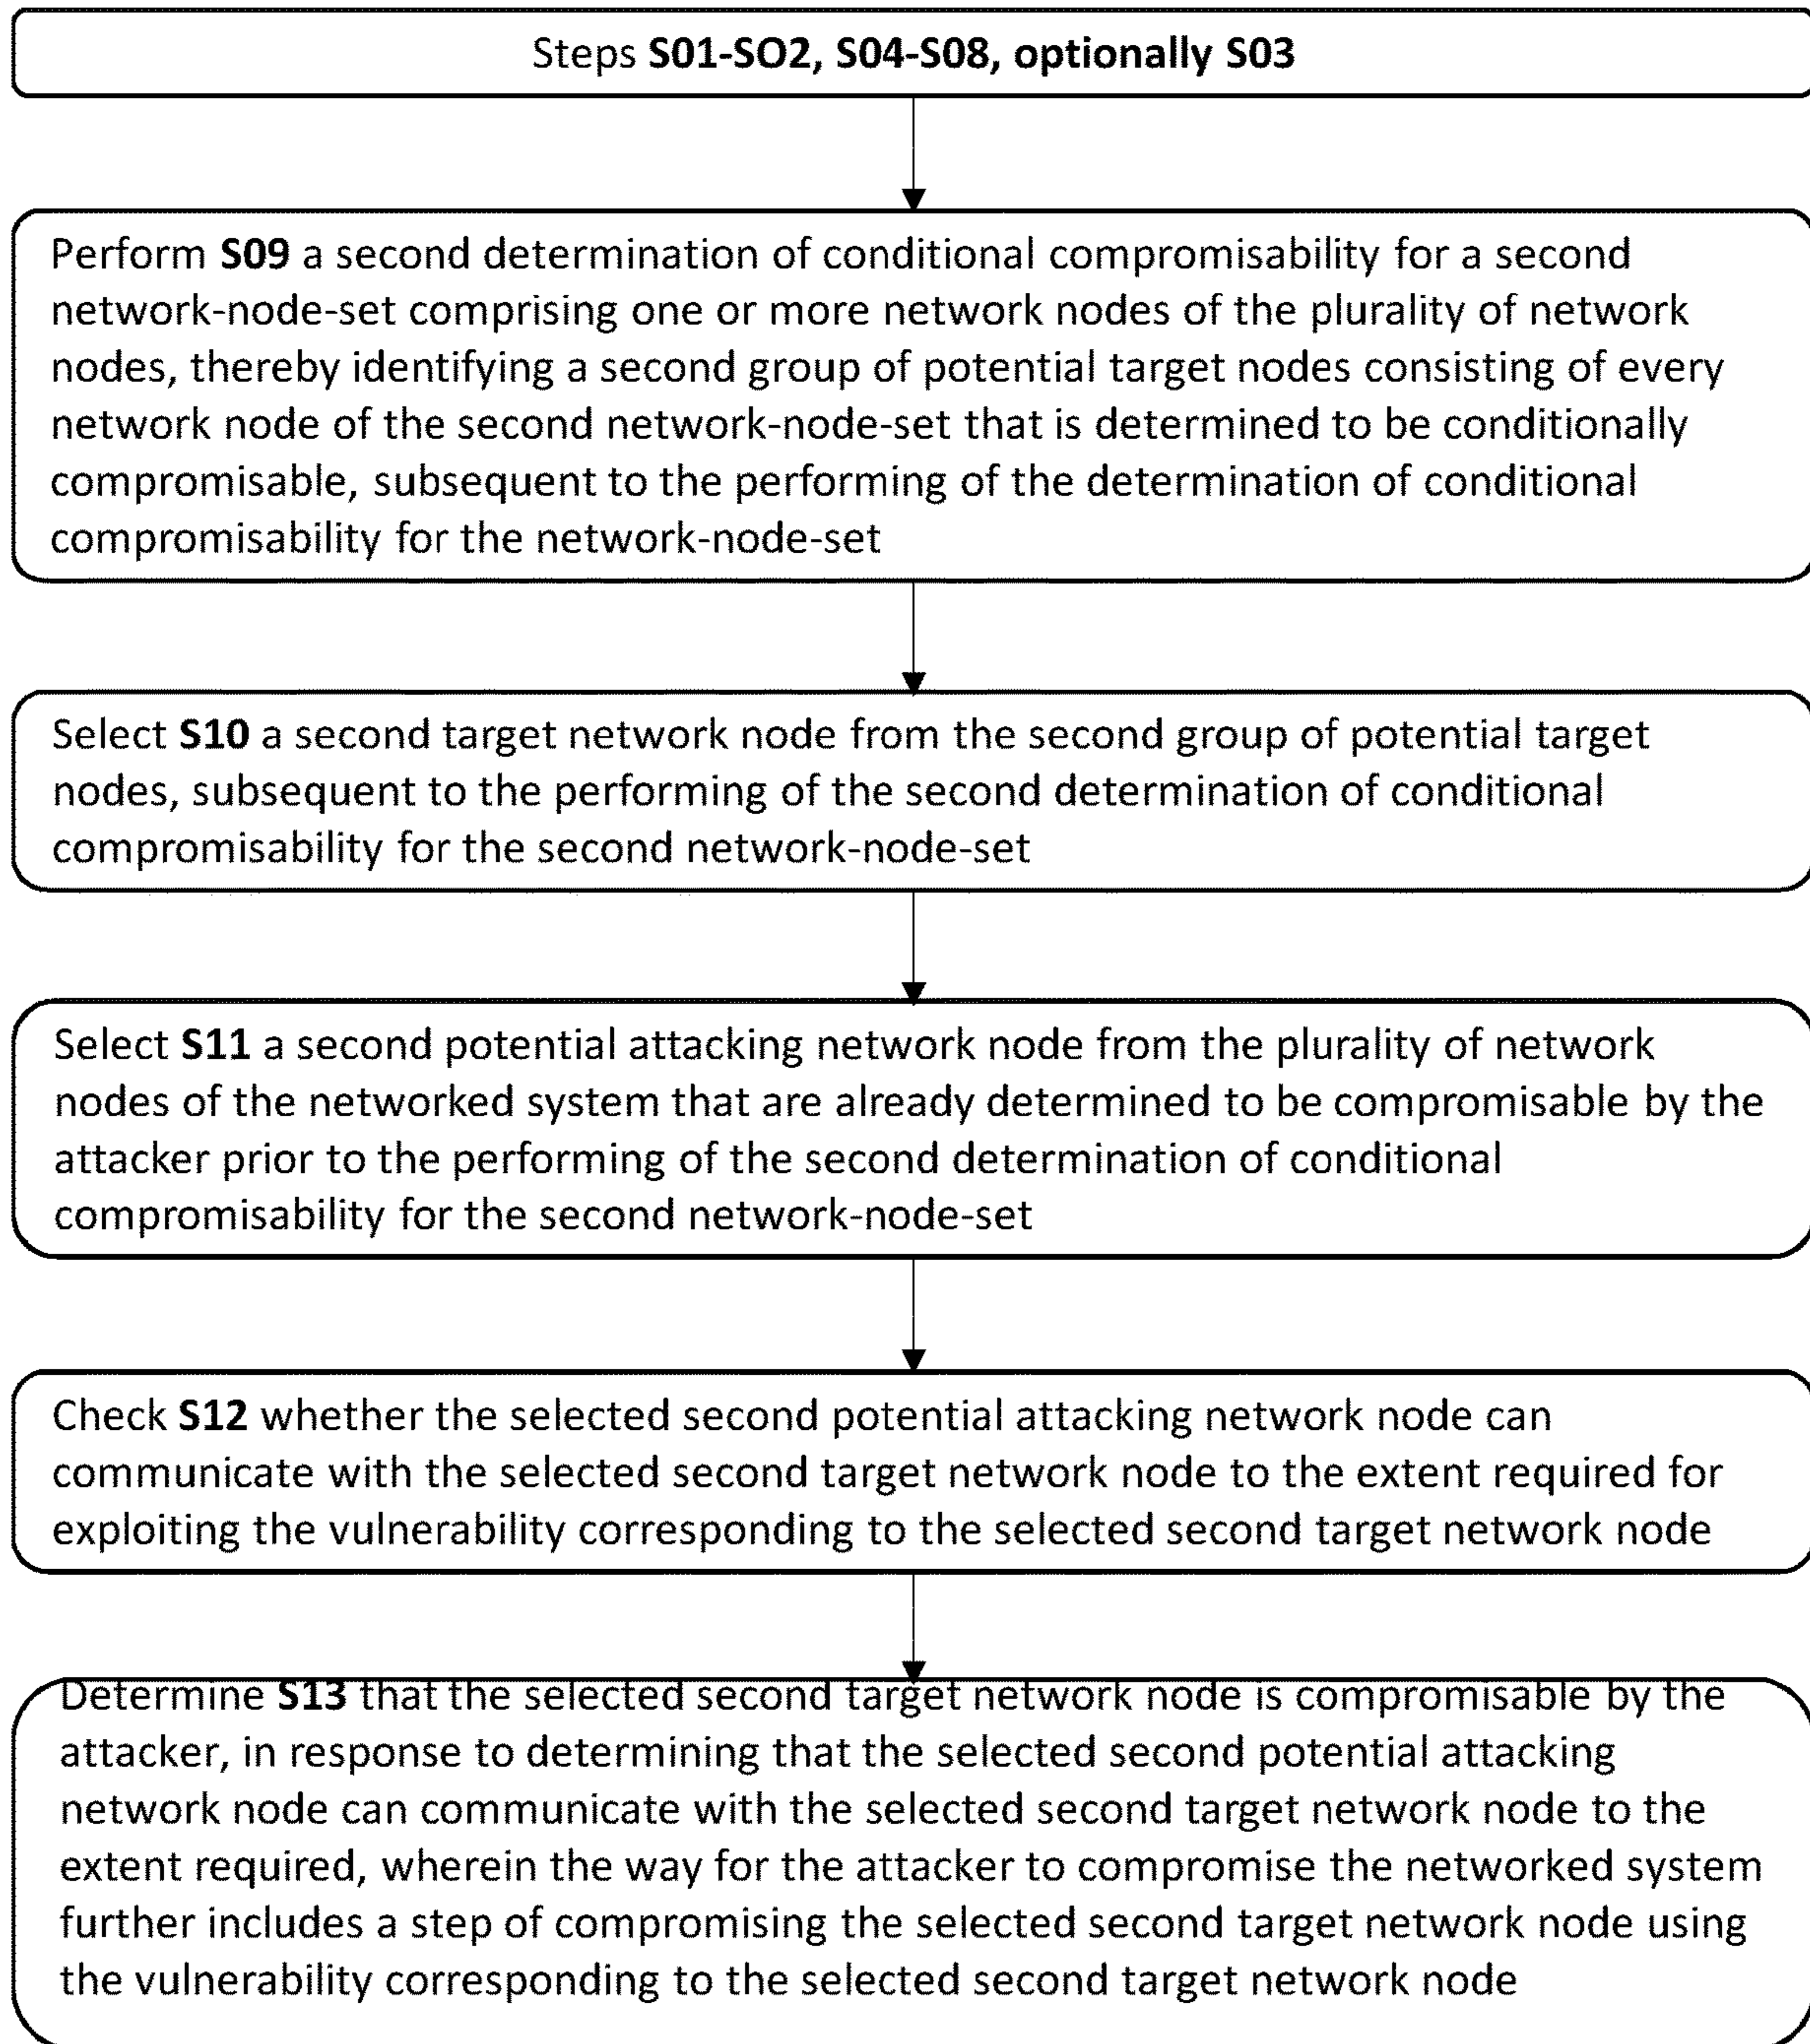 Steps S01-SO2, S04-S08, optionally S03
Perform S09 a second determination of conditional compromisability for a second
network-node-set comprising one or more network nodes of the plurality of network
nodes, thereby identifying a second group of potential target nodes consisting of every
network node of the second network-node-set that is determined to be conditionally
compromisable, subsequent to the performing of the determination of conditional
compromisability for the network-node-set
Select S10 a second target network node from the second group of potential target
nodes, subsequent to the performing of the second determination of conditional
compromisability for the second network-node-set
Select S11 a second potential attacking network node from the plurality of network
nodes of the networked system that are already determined to be compromisable by the
attacker prior to the performing of the second determination of conditional
compromisability for the second network-node-set
Check S12 whether the selected second potential attacking network node can
communicate with the selected second target network node to the extent required for
exploiting the vulnerability corresponding to the selected second target network node
Determine S13 that the selected second target network node is compromisable by the
attacker, in response to determining that the selected second potential attacking
network node can communicate with the selected second target network node to the
extent required, wherein the way for the attacker to compromise the networked system
further includes a step of compromising the selected second target network node using
the vulnerability corresponding to the selected second target network node